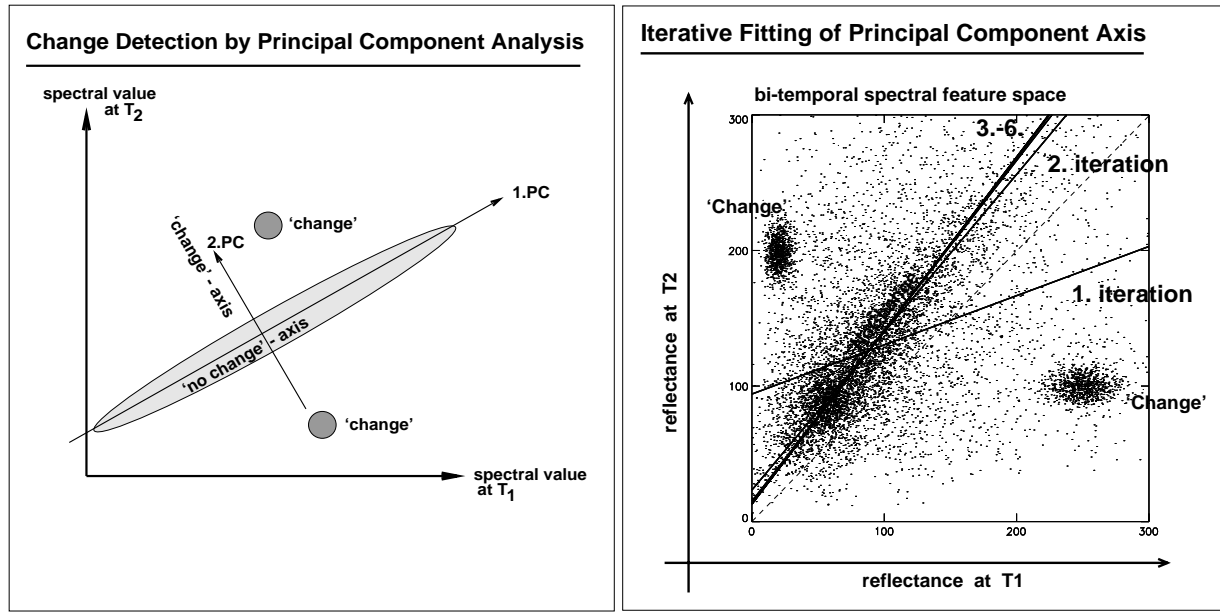 Change Detection by Principal Component Analysis
spectral value
at T2
1.PC
'change'
2.PC
'change' - axis
'no change' - axis
'change'
spectral value
at T1
Iterative Fitting of Principal Component Axis
bi-temporal spectral feature space
300
3.-6.
2. iteration
'Change'
200
1. iteration
reflectance at T2
100
'Change'
0
0
100
200
300
reflectance at T1